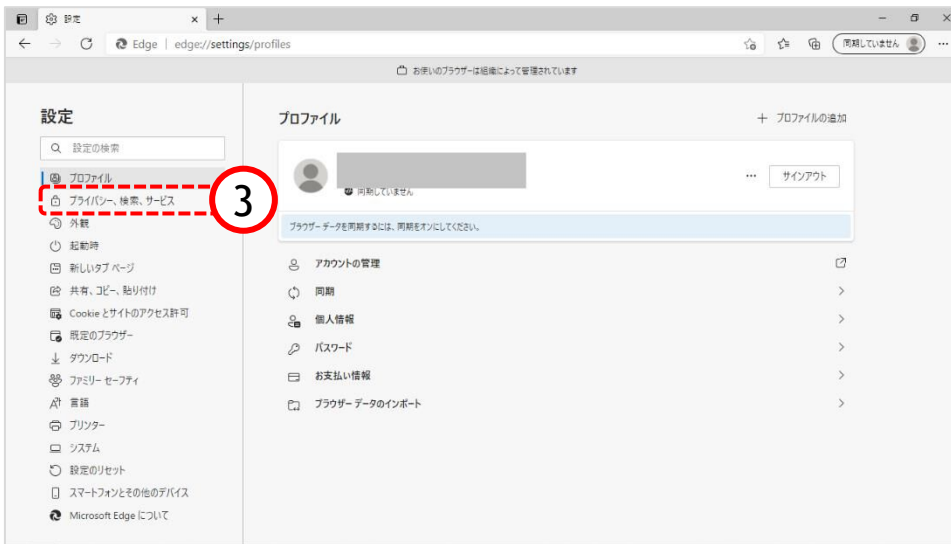 設定
Edge | edge://settings/profiles
同期していません
お使いのブラウザーは組織によって管理されています
設定
設定の検索
プロファイル
プライバシー、検索、サービス
3
外観
起動時
新しいタブ ページ
共有、コピー、貼り付け
Cookie とサイトのアクセス許可
既定のブラウザー
ダウンロード
ファミリー セーフティ
言語
プリンター
システム
設定のリセット
スマートフォンとその他のデバイス
Microsoft Edge について
プロファイル
プロファイルの追加
同期していません
サインアウト
ブラウザー データを同期するには、同期をオンにしてください。
アカウントの管理
同期
個人情報
パスワード
お支払い情報
ブラウザー データのインポート